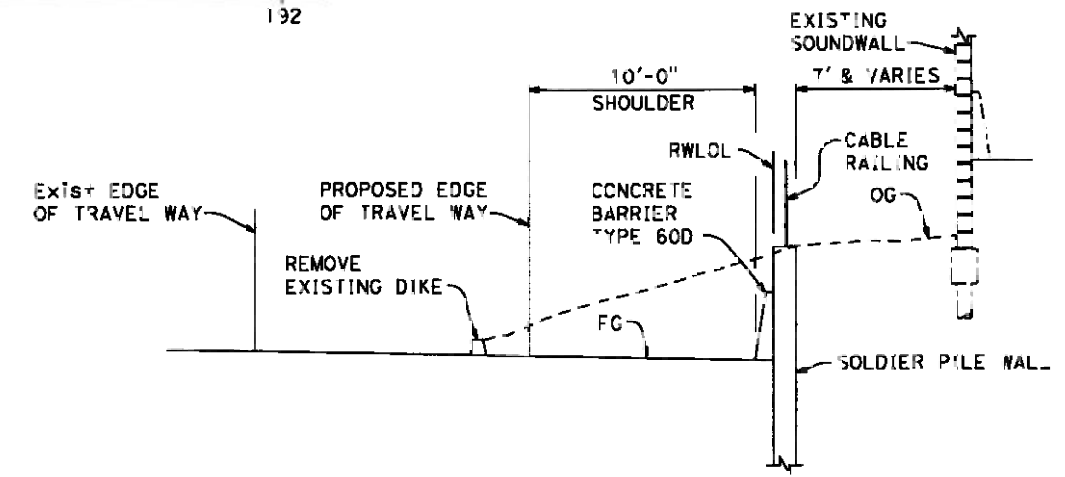 192
EXISTING
SOUNDWALL
10'-0"
SHOULDER
7' & VARIES
RWLOL
CABLE
RAILING
OG
EXIST EDGE
OF TRAVEL WAY
PROPOSED EDGE
OF TRAVEL WAY
CONCRETE
BARRIER
TYPE 60D
REMOVE
EXISTING DIKE
FG
SOLDIER PILE WALL